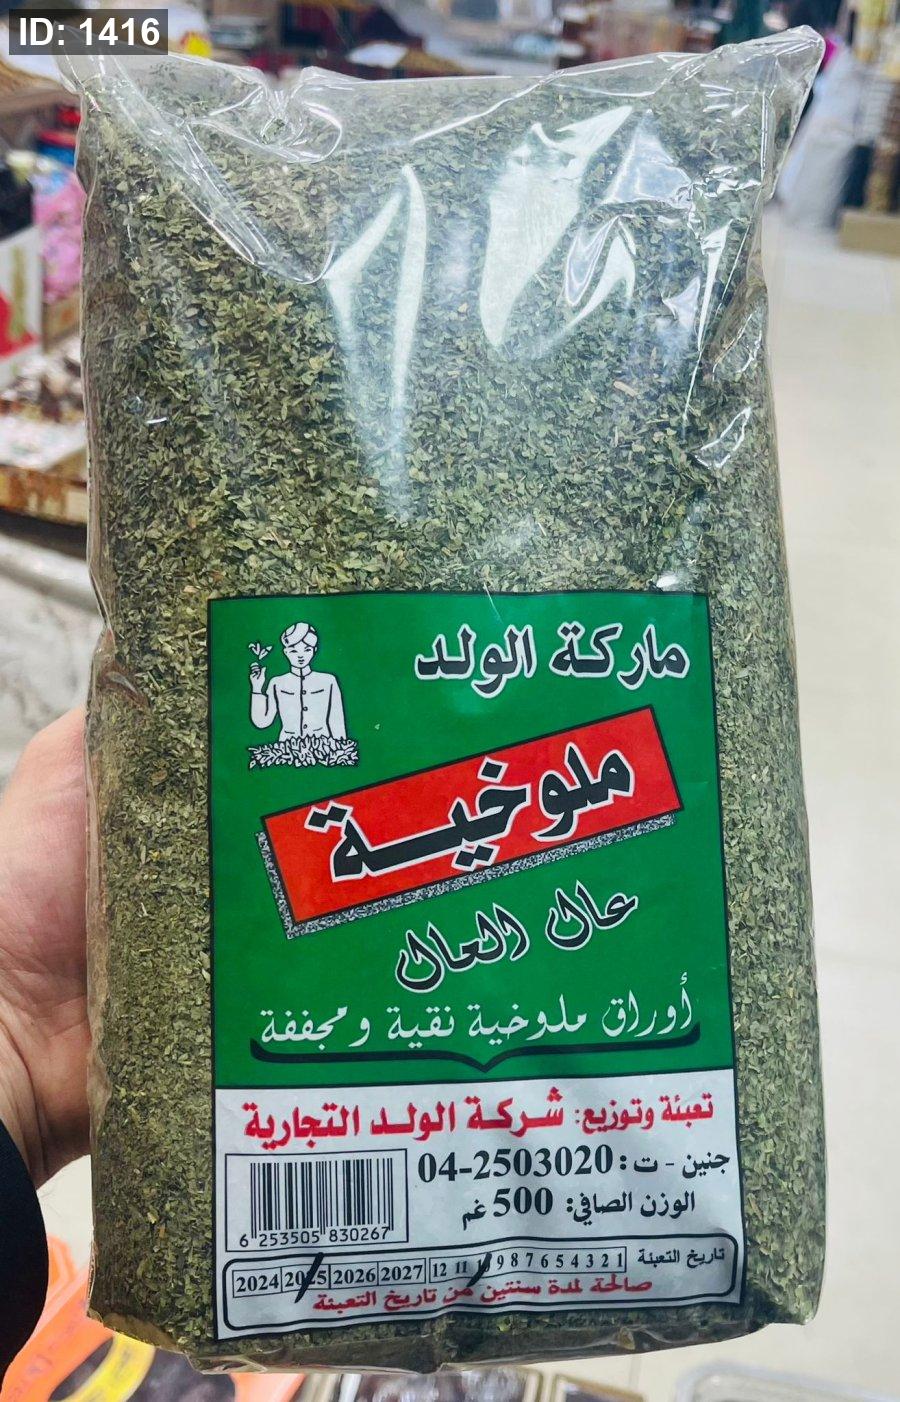 ID: 1416
ماركة الولد
ملوخية
عال العال
أوراق ملوخية نقية ومجففة
تعبئة وتوزيع: شركة الولد التجارية
جنين - ت: 04-2503020
الوزن الصافي: 500 غم
6 253505 830267
تاريخ التعبئة 1 2 3 4 5 6 7 8 9 10 11 12 2027 2026 2025 2024
صالحة لمدة سنتين من تاريخ التعبئة